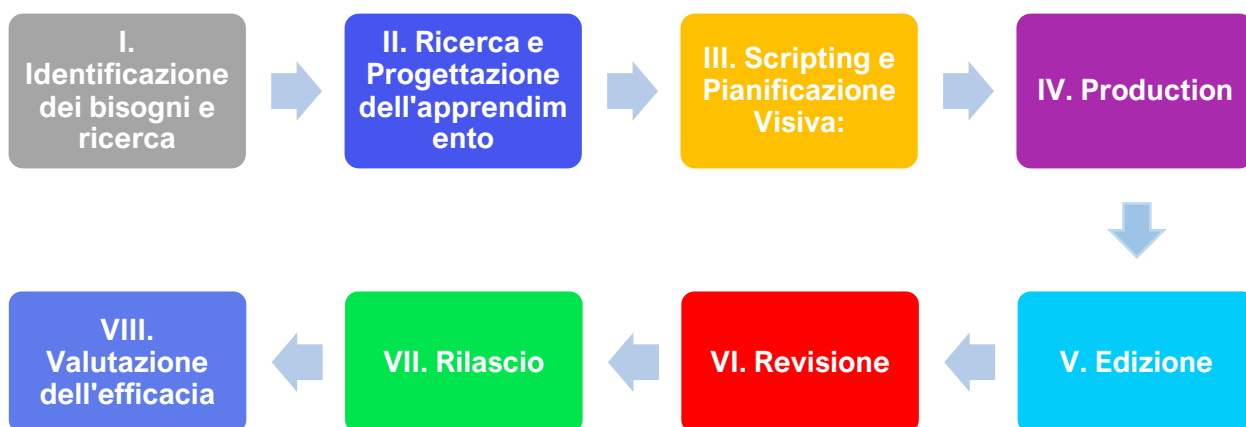 I.
Identificazione
dei bisogni e
ricerca
II. Ricerca e
Progettazione
dell'apprendim
ento
III. Scripting e
Pianificazione
Visiva:
IV. Production
V. Edizione
VI. Revisione
VII. Rilascio
VIII.
Valutazione
dell'efficacia